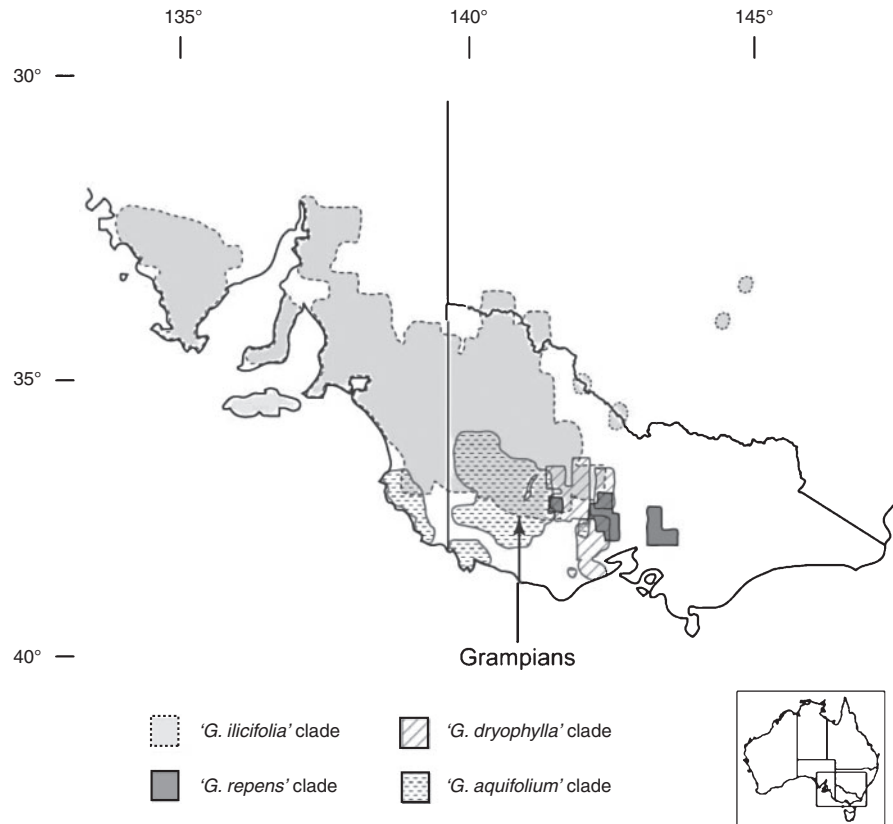 135° 140° 145°
30°
35°
40°
Grampians
'G. ilicifolia' clade 'G. dryophylla' clade
'G. repens' clade 'G. aquifolium' clade